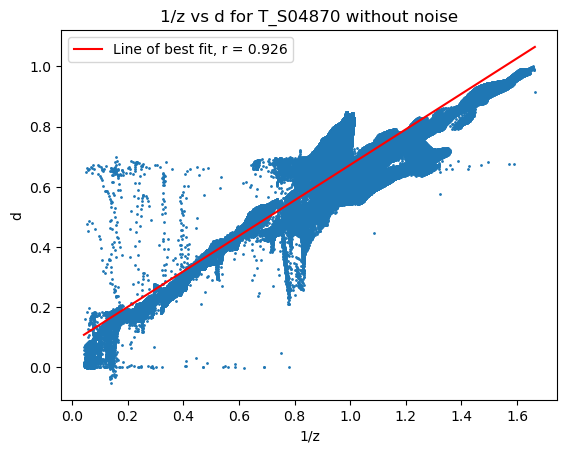 1/z vs d for T_S04870 without noise
Line of best fit, r = 0.926
d
1.0
0.8
0.6
0.4
0.2
0.0
0.0 0.2 0.4 0.6 0.8 1.0 1.2 1.4 1.6
1/z